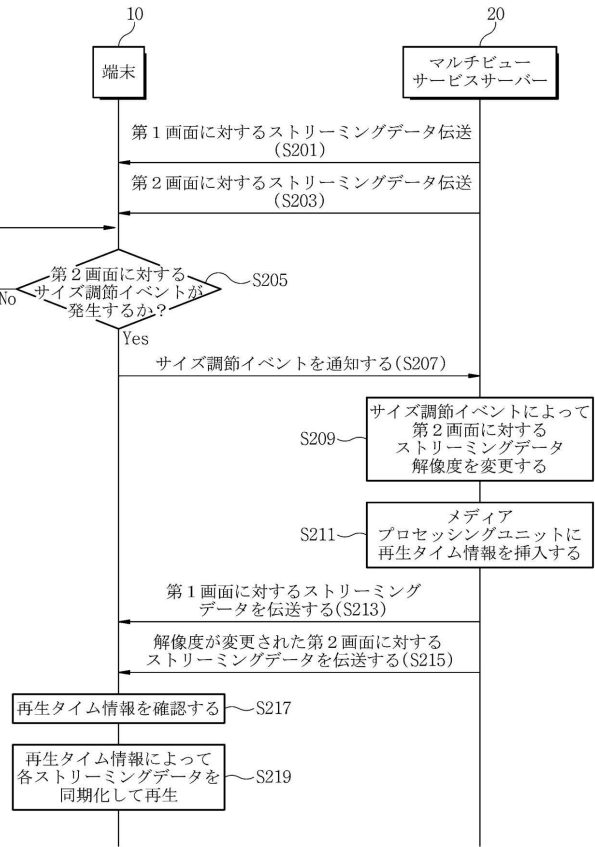 10
20
端末
マルチビュー
サービスサーバー
第1画面に対するストリーミングデータ伝送
(S201)
第2画面に対するストリーミングデータ伝送
(S203)
第2画面に対する
サイズ調節イベントが
発生するか?
S205
No
Yes
サイズ調節イベントを通知する(S207)
サイズ調節イベントによって
第2画面に対する
ストリーミングデータ
解像度を変更する
S209
メディア
プロセッシングユニットに
再生タイム情報を挿入する
S211
第1画面に対するストリーミング
データを伝送する(S213)
解像度が変更された第2画面に対する
ストリーミングデータを伝送する(S215)
再生タイム情報を確認する
S217
再生タイム情報によって
各ストリーミングデータを
同期化して再生
S219